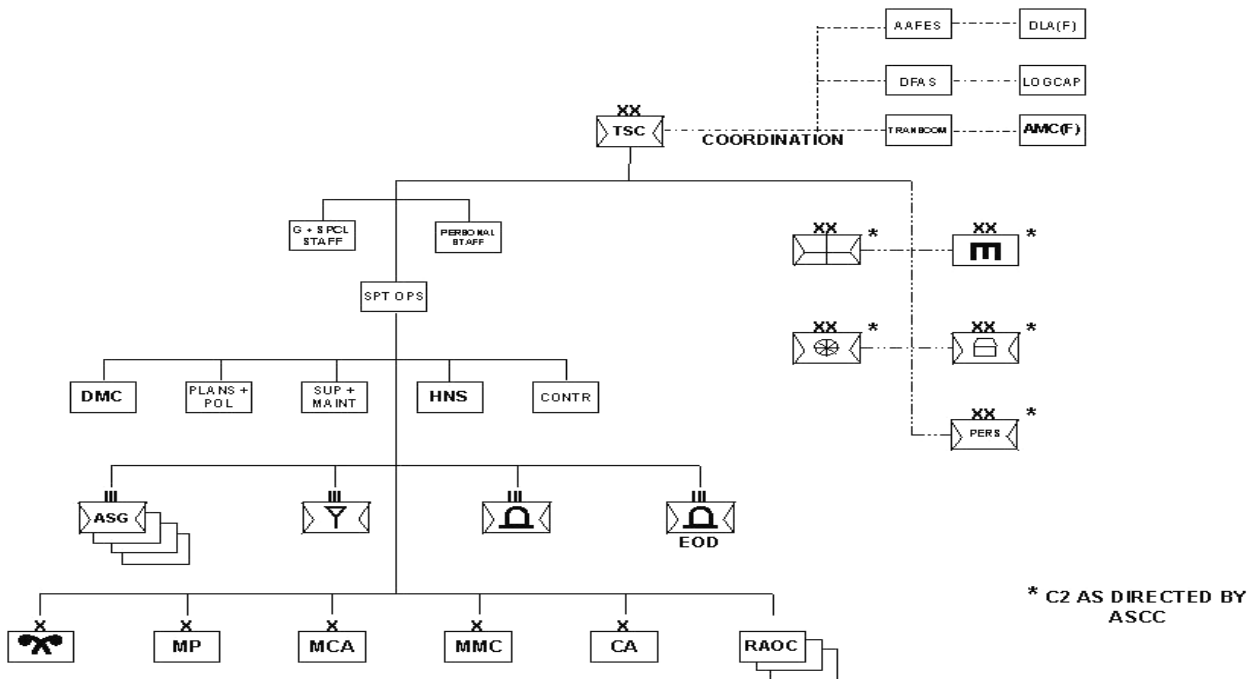 AAFES
DLA(F)
DFAS
LOGCAP
XX
TSC
COORDINATION
TRANSCOM
AMC(F)
G + SPCL
STAFF
PERSONAL
STAFF
XX
*
XX
*
SPT OPS
XX
*
XX
*
DMC
PLANS +
POL
SUP +
MAINT
HNS
CONTR
XX
*
PERS
III
ASG
III
III
III
EOD
* C2 AS DIRECTED BY
ASCC
X
X
MP
X
MCA
X
MMC
X
CA
RAOC